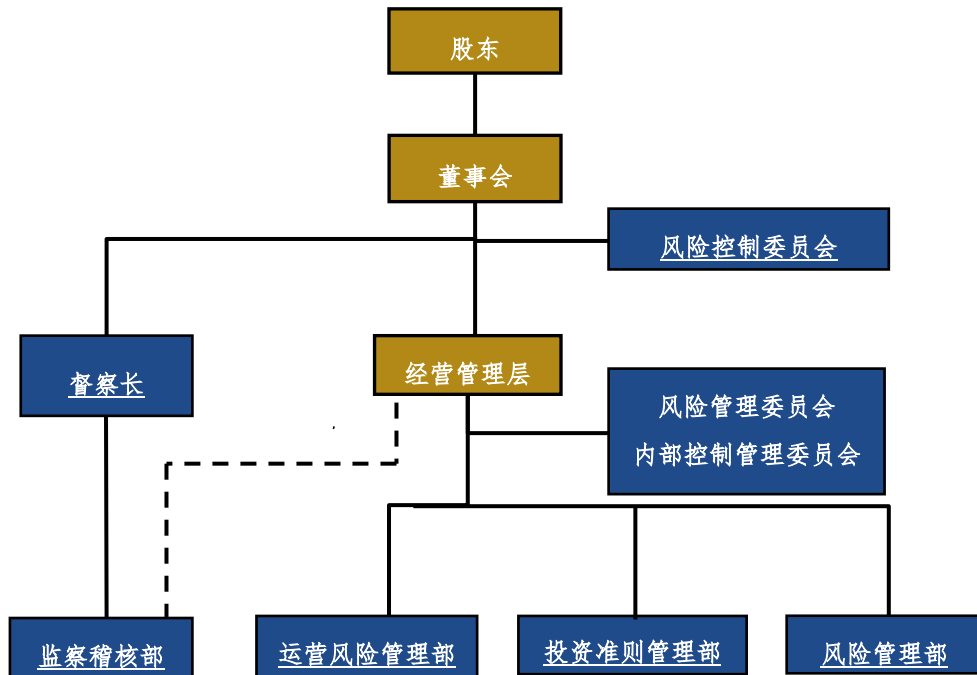 股东
董事会
风险控制委员会
督察长
经营管理层
风险管理委员会
内部控制管理委员会
监察稽核部
运营风险管理部
投资准则管理部
风险管理部